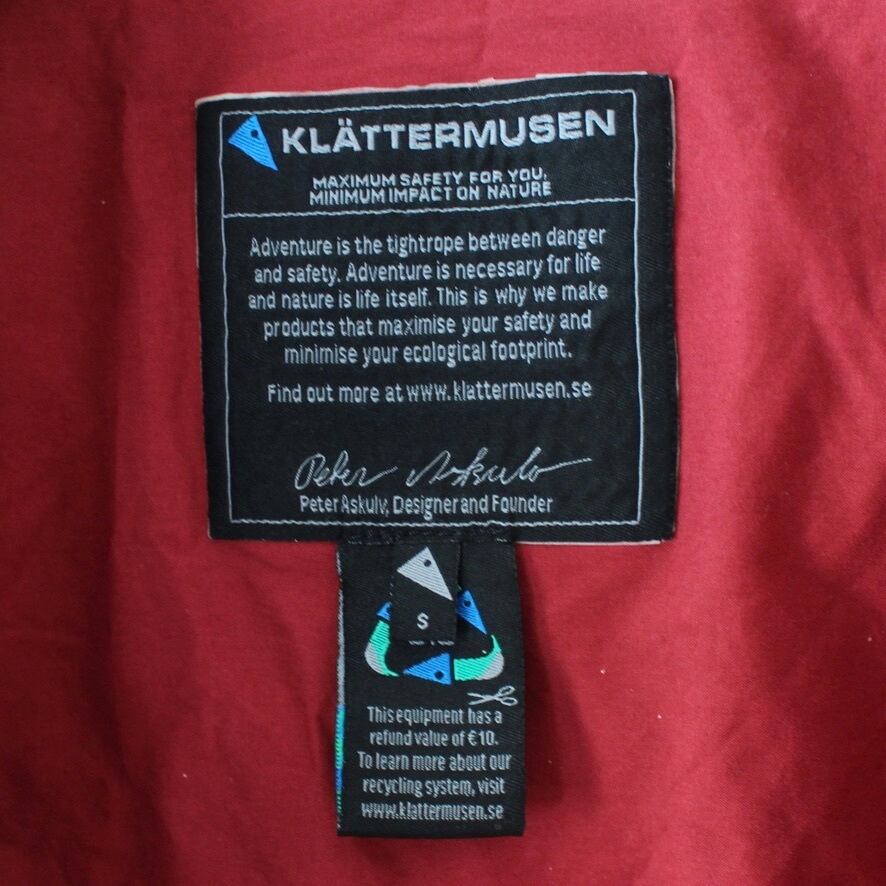 KLÄTTERMUSEN
MAXIMUM SAFETY FOR YOU,
MINIMUM IMPACT ON NATURE
Adventure is the tightrope between danger
and safety. Adventure is necessary for life
and nature is life itself. This is why we make
products that maximise your safety and
minimise your ecological footprint.
Find out more at www.klattermusen.se
Peter Askulv
Peter Askulv, Designer and Founder
S
This equipment has a
refund value of €10.
To learn more about our
recycling system, visit
www.klattermusen.se